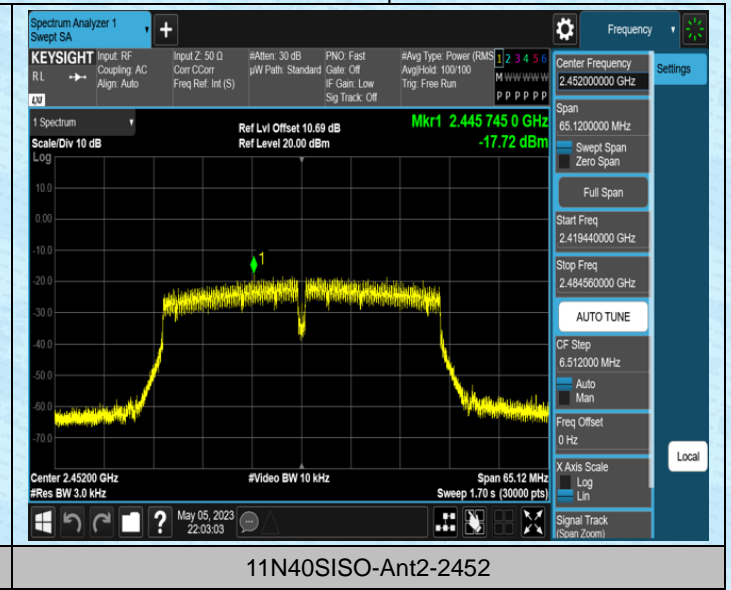 Spectrum Analyzer 1
Swept SA
+
Frequency
KEYSIGHT
RL
LXI
Input: RF
Coupling: AC
Align: Auto
Input Z: 50 Ω
Corr CCorr
Freq Ref: Int (S)
#Atten: 30 dB
µW Path: Standard
PNO: Fast
Gate: Off
IF Gain: Low
Sig Track: Off
#Avg Type: Power (RMS
Avg|Hold: 100/100
Trig: Free Run
1 2 3 4 5 6
M W W W W W
P P P P P P
1 Spectrum
Scale/Div 10 dB
Log
Ref Lvl Offset 10.69 dB
Ref Level 20.00 dBm
Mkr1 2.445 745 0 GHz
-17.72 dBm
10.0
0.00
-10.0
-20.0
-30.0
-40.0
-50.0
-60.0
-70.0
1
Center 2.45200 GHz
#Res BW 3.0 kHz
#Video BW 10 kHz
Span 65.12 MHz
Sweep 1.70 s (30000 pts)
?
May 05, 2023
22:03:03
Center Frequency
2.452000000 GHz
Span
65.1200000 MHz
Swept Span
Zero Span
Full Span
Start Freq
2.419440000 GHz
Stop Freq
2.484560000 GHz
AUTO TUNE
CF Step
6.512000 MHz
Auto
Man
Freq Offset
0 Hz
X Axis Scale
Log
Lin
Signal Track
(Span Zoom)
Settings
Local
11N40SISO-Ant2-2452